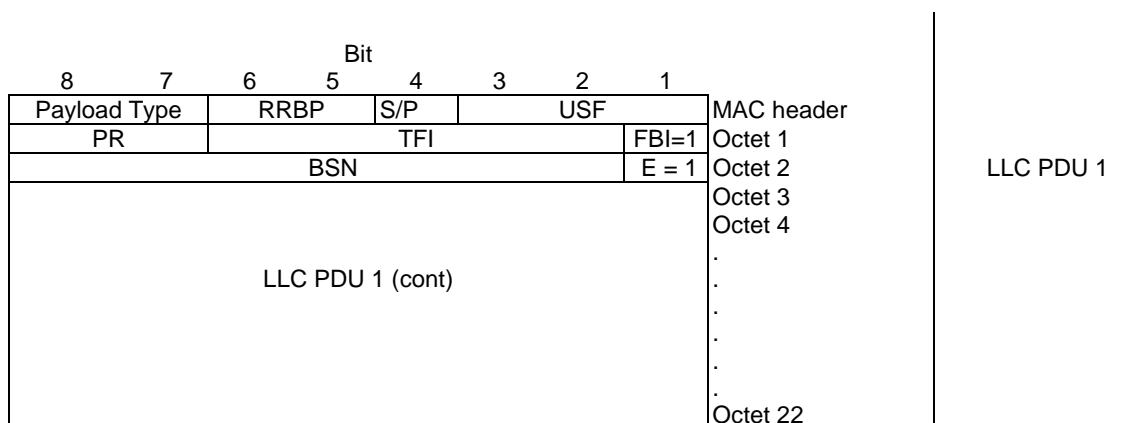 Bit
8 7 6 5 4 3 2 1
Payload Type RRBP S/P USF MAC header
PR TFI FBI=1 Octet 1
BSN E = 1 Octet 2 LLC PDU 1
Octet 3
Octet 4
.
LLC PDU 1 (cont) .
.
.
.
.
Octet 22